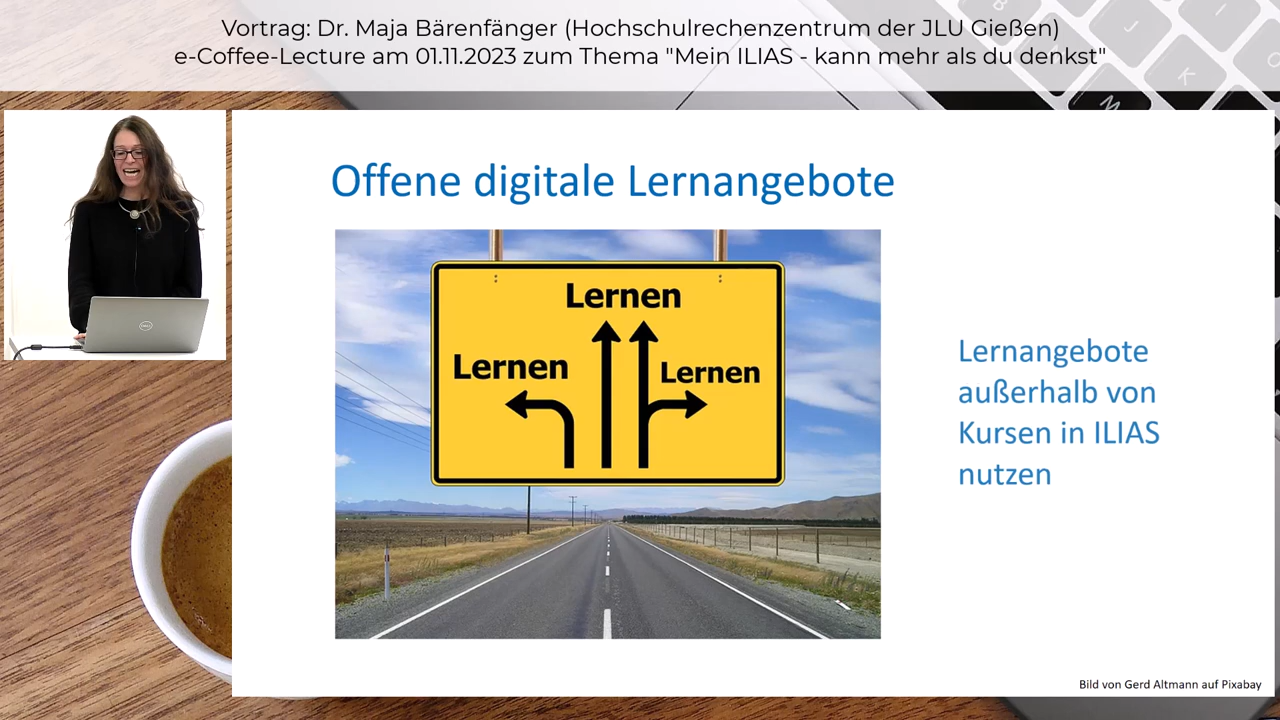 Vortrag: Dr. Maja Bärenfänger (Hochschulrechenzentrum der JLU Gießen)
e-Coffee-Lecture am 01.11.2023 zum Thema "Mein ILIAS - kann mehr als du denkst"
Offene digitale Lernangebote
Lernen
Lernen
Lernen
Lernangebote
außerhalb von
Kursen in ILIAS
nutzen
Bild von Gerd Altmann auf Pixabay
DELL
K
M
B
J
I
O